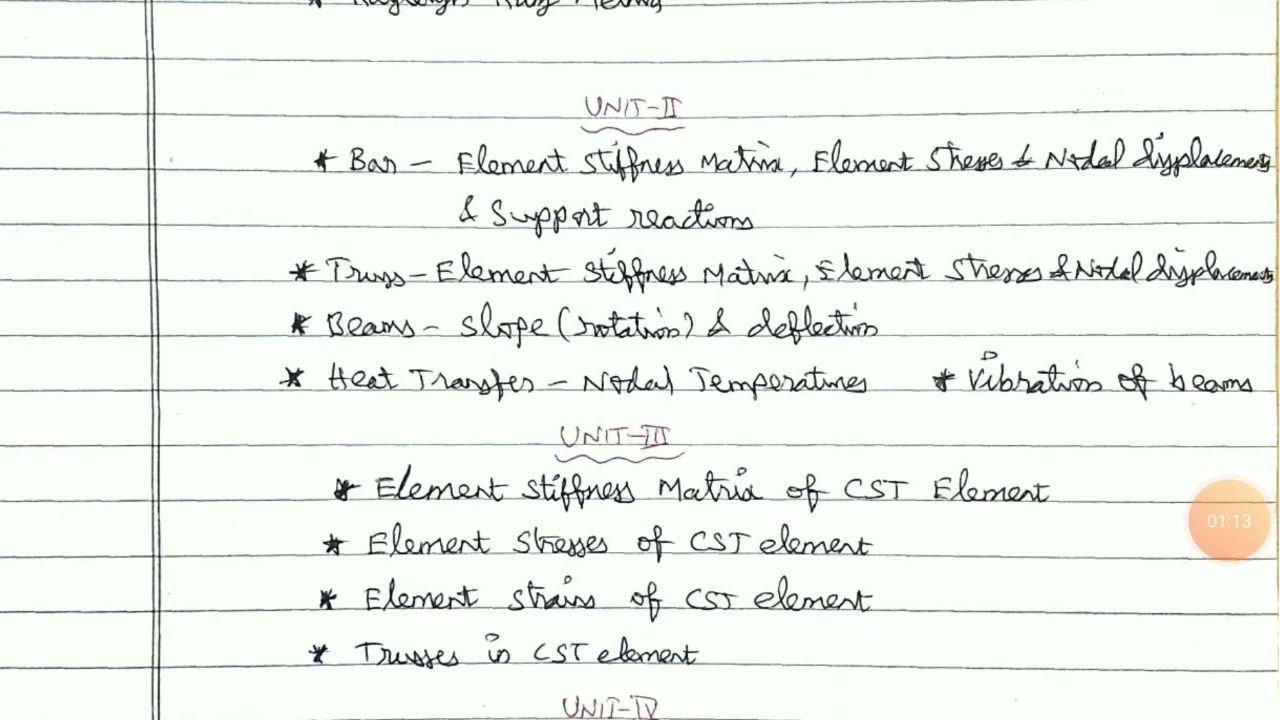 * Rayleigh Ritz Method
UNIT-II
* Bar - Element Stiffness Matrix, Element Stresses & Nodal displacements
& Support reactions
* Truss - Element Stiffness Matrix, Element Stresses & Nodal displacements
* Beams - Slope (rotation) & deflection
* Heat Transfer - Nodal Temperatures * Vibration of beams
UNIT-III
* Element Stiffness Matrix of CST Element
* Element Stresses of CST element
01:13
* Element Strains of CST element
* Trusses in CST element
UNIT-IV